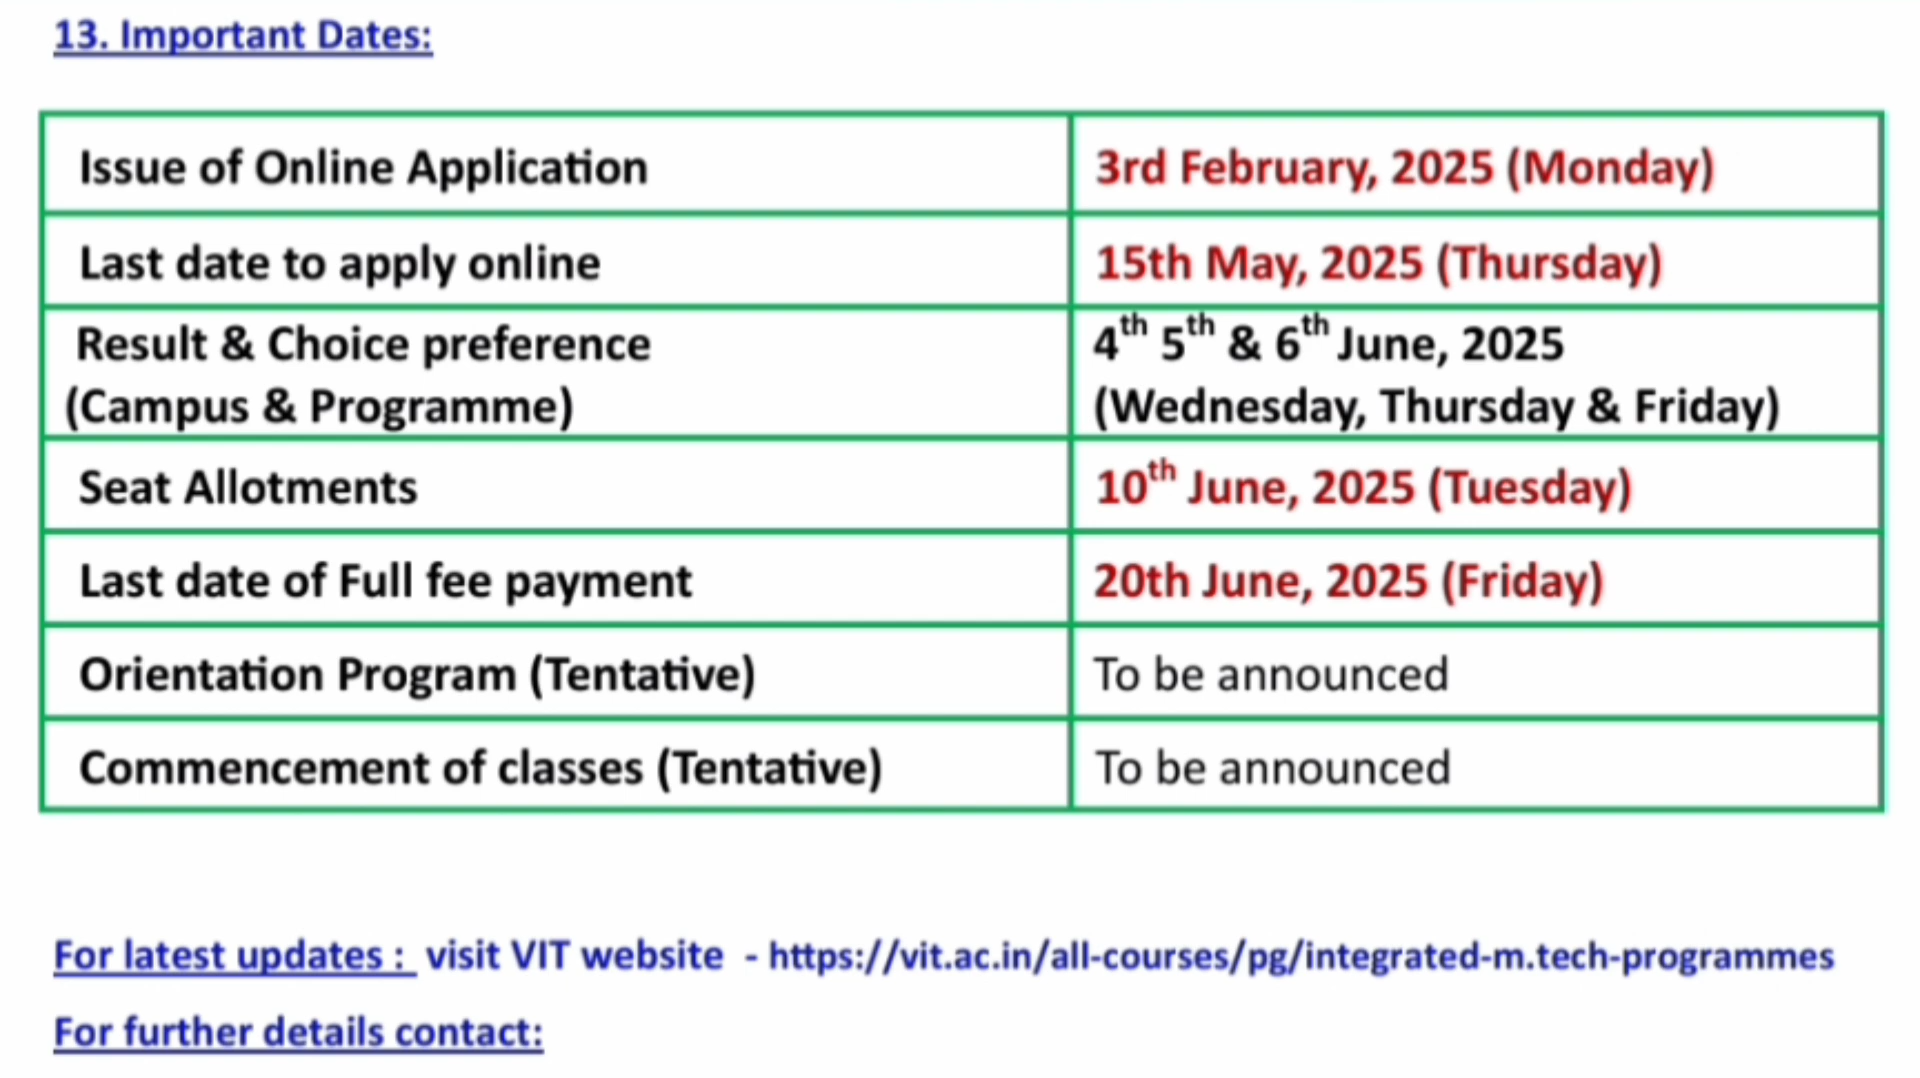 13. Important Dates:
Issue of Online Application
3rd February, 2025 (Monday)
Last date to apply online
15th May, 2025 (Thursday)
Result & Choice preference
(Campus & Programme)
4th 5th & 6th June, 2025
(Wednesday, Thursday & Friday)
Seat Allotments
10th June, 2025 (Tuesday)
Last date of Full fee payment
20th June, 2025 (Friday)
Orientation Program (Tentative)
To be announced
Commencement of classes (Tentative)
To be announced
For latest updates : visit VIT website - https://vit.ac.in/all-courses/pg/integrated-m.tech-programmes
For further details contact: